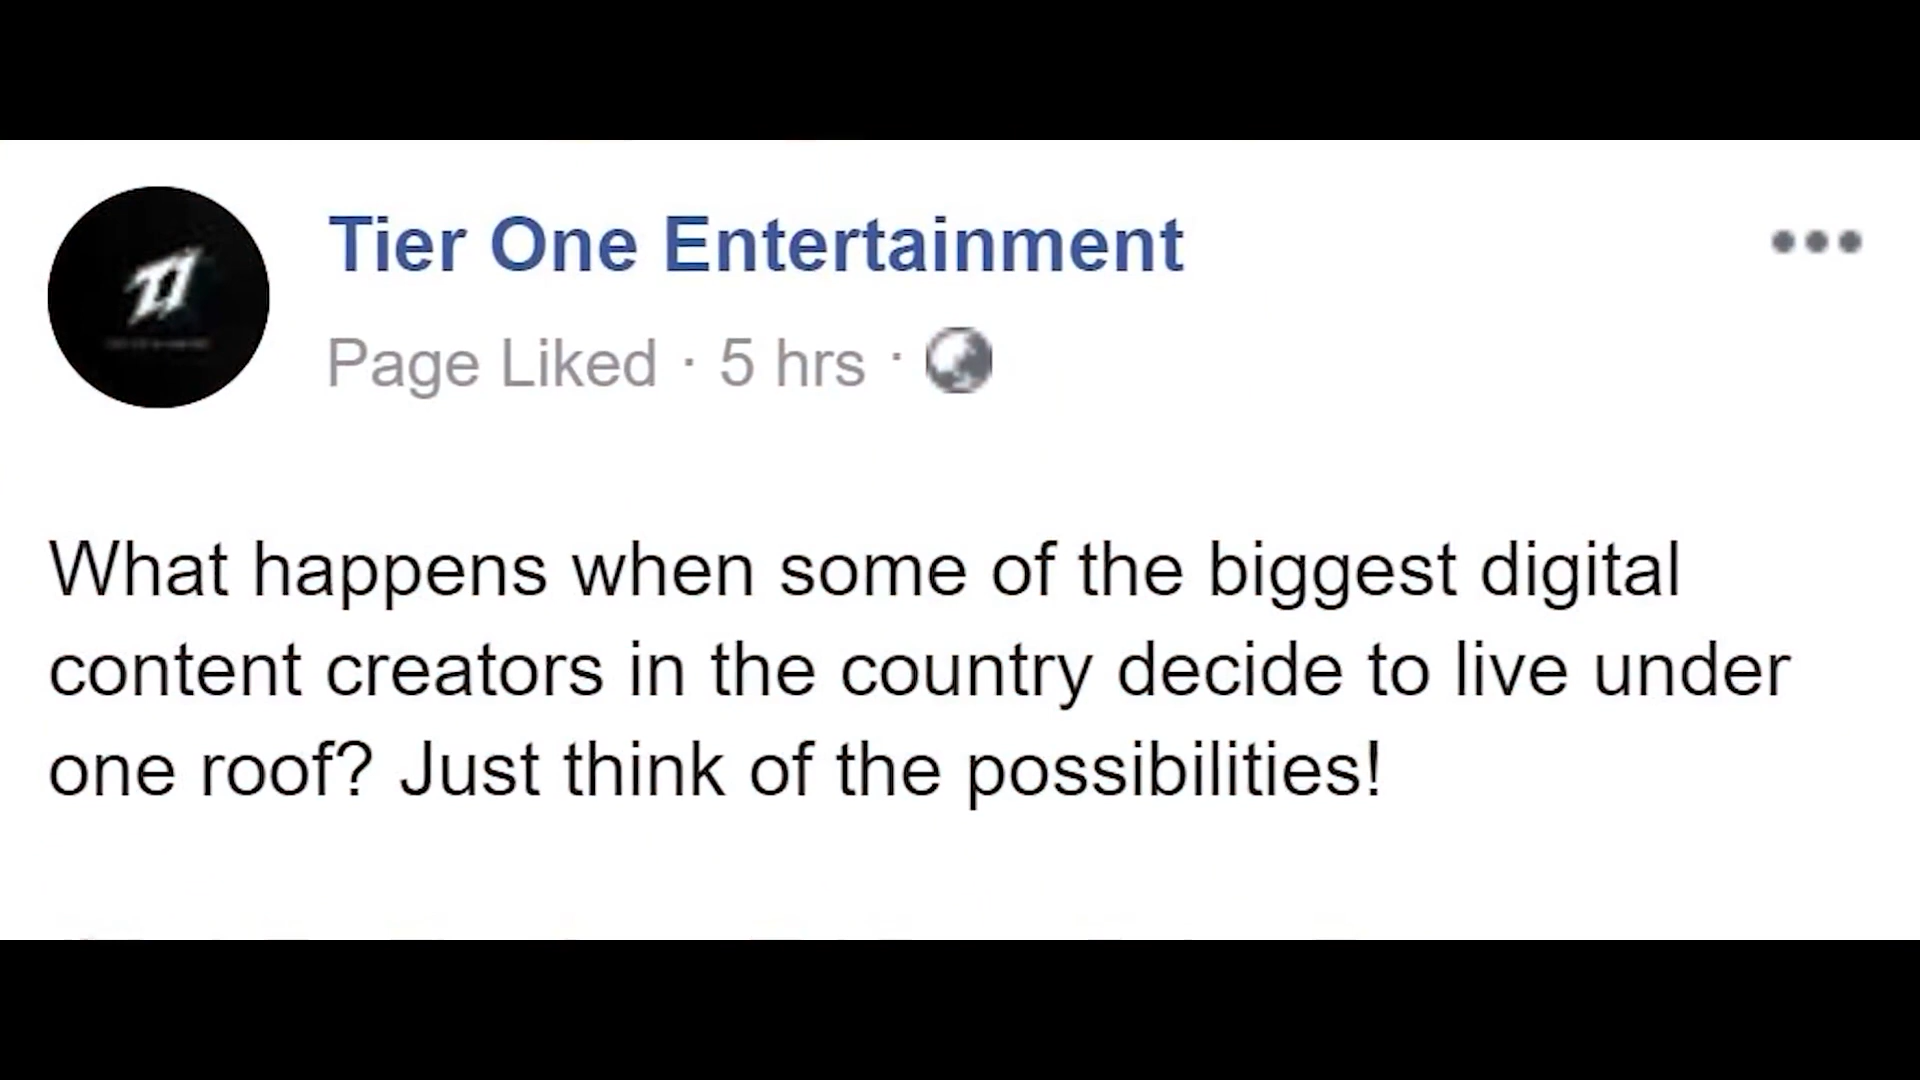 Tier One Entertainment
Page Liked · 5 hrs ·
What happens when some of the biggest digital
content creators in the country decide to live under
one roof? Just think of the possibilities!